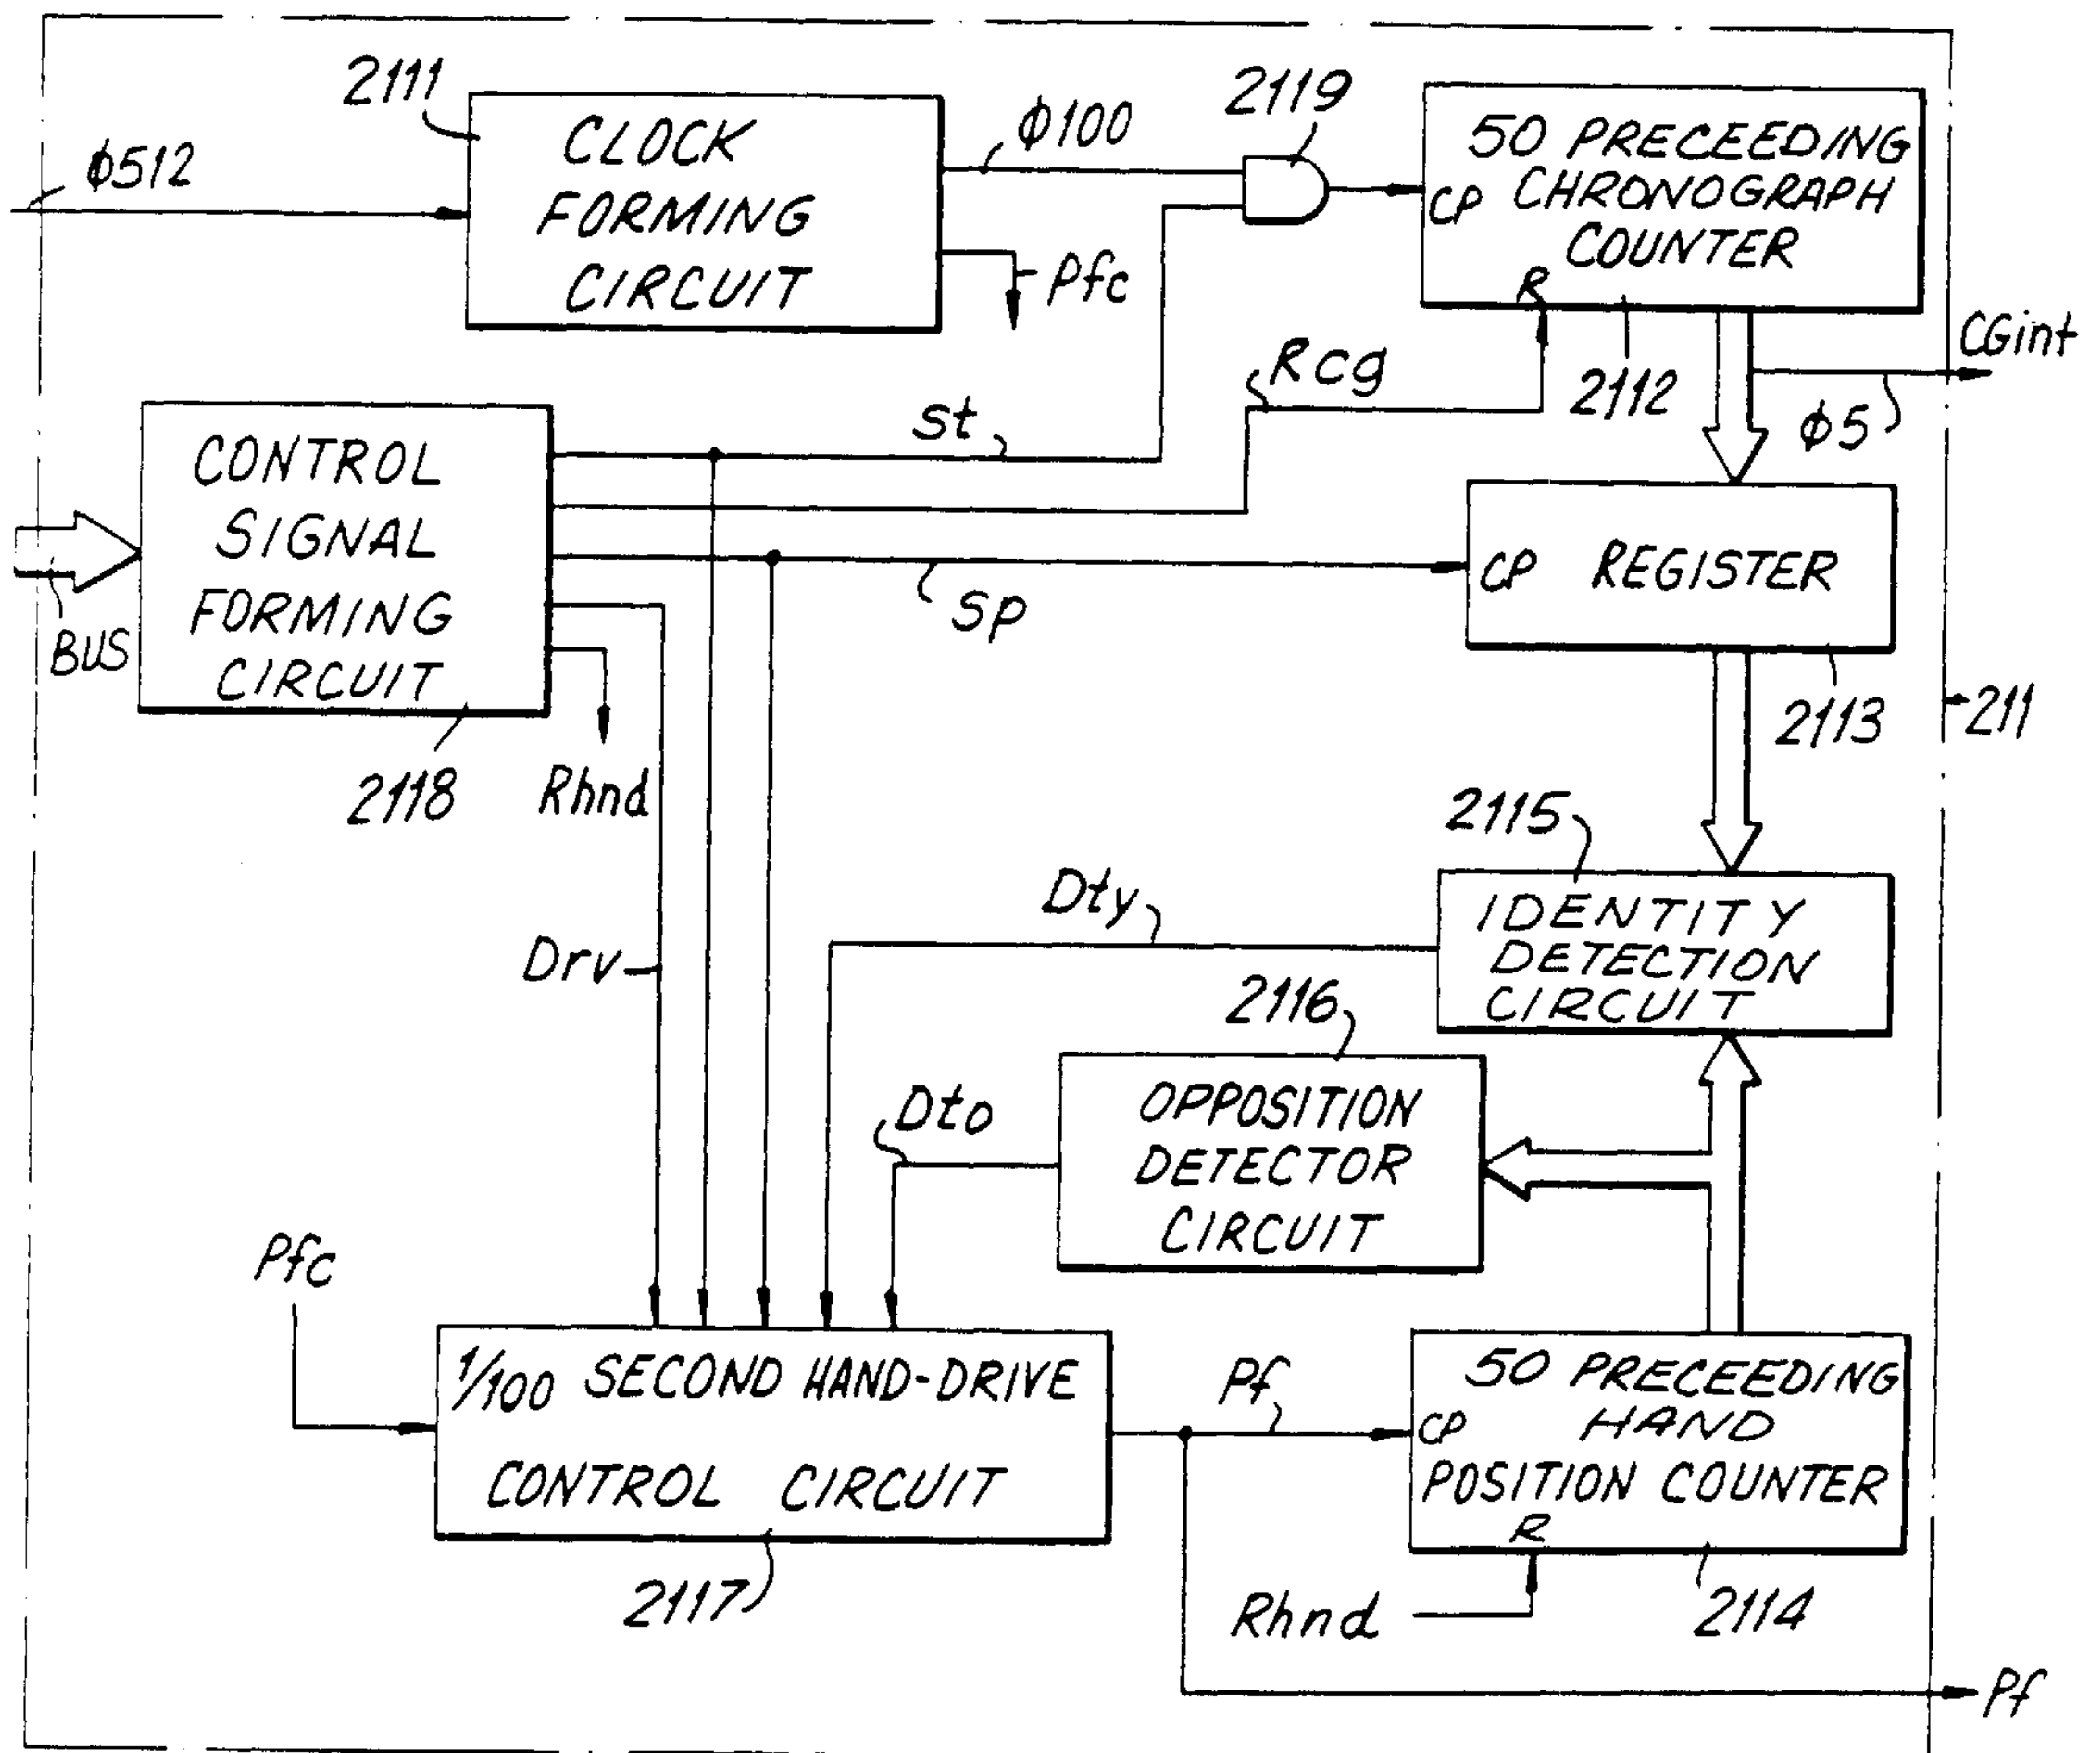 2111
CLOCK
FORMING
CIRCUIT
ϕ512
ϕ100
Pfc
2119
50 PRECEEDING
CHRONOGRAPH
CP
COUNTER
R
2112
CGint
ϕ5
Rcg
St
CONTROL
SIGNAL
FORMING
CIRCUIT
BUS
2118
Rhnd
Sp
CP REGISTER
2113
211
2115
IDENTITY
DETECTION
CIRCUIT
Dty
Drv
2116
OPPOSITION
DETECTOR
CIRCUIT
Dto
Pfc
1/100 SECOND HAND-DRIVE
CONTROL CIRCUIT
2117
Pf
50 PRECEEDING
CP HAND
POSITION COUNTER
R
2114
Rhnd
Pf